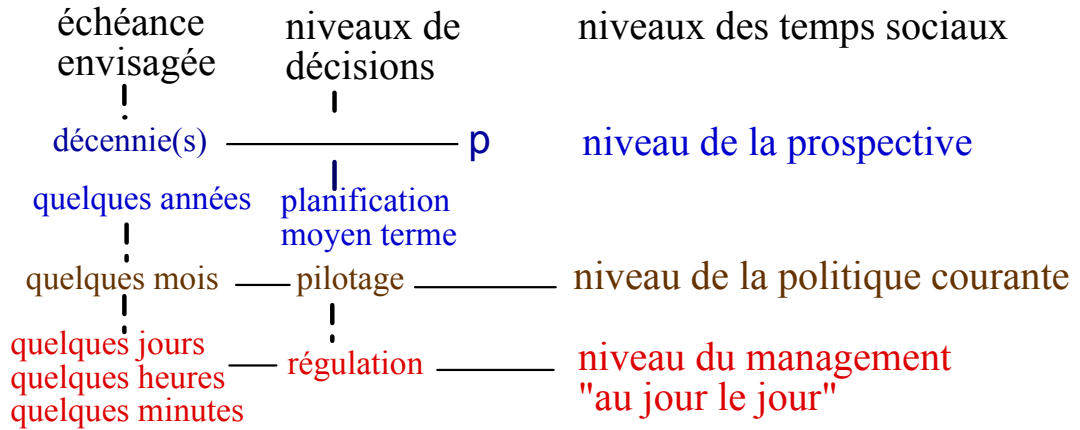 échéance
envisagée
niveaux de
décisions
niveaux des temps sociaux
décennie(s)
p
niveau de la prospective
quelques années
planification
moyen terme
quelques mois
pilotage
niveau de la politique courante
quelques jours
quelques heures
quelques minutes
régulation
niveau du management
"au jour le jour"